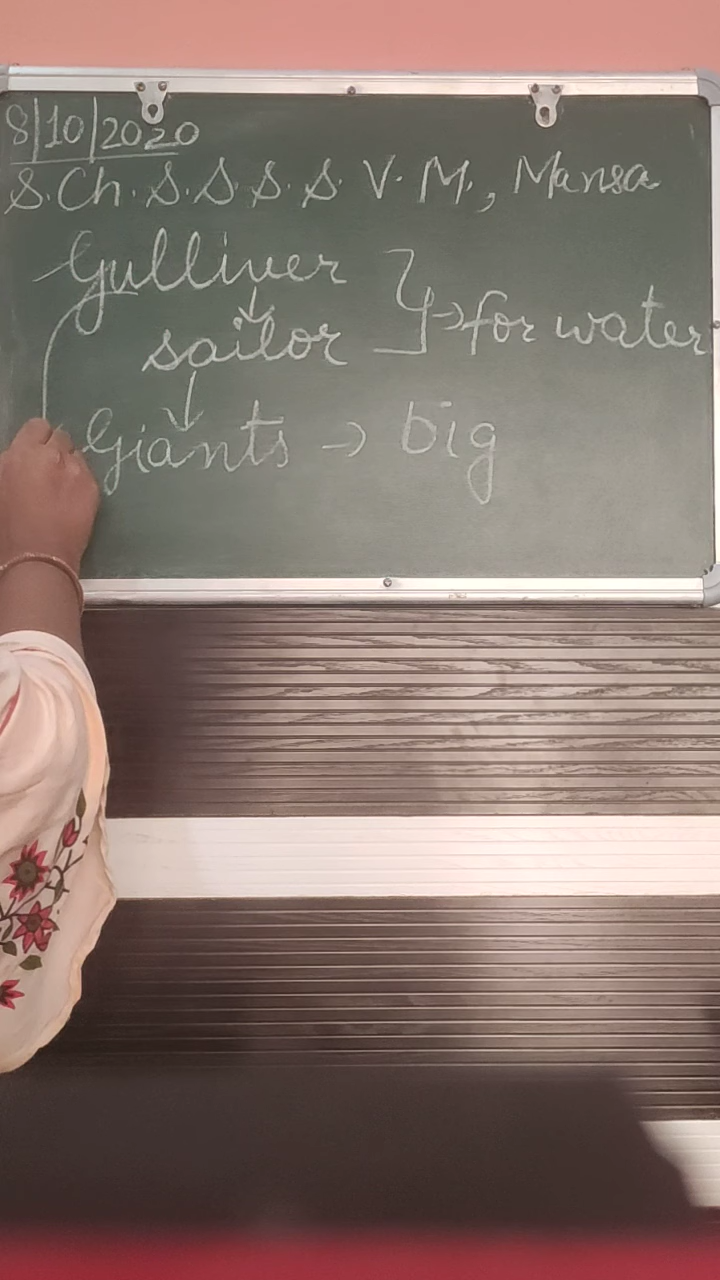 8|10|2020
S.Ch.S.S.S.S.V.M., Mansa
Gulliver
↓
sailor } → for water
↓
Giants → big